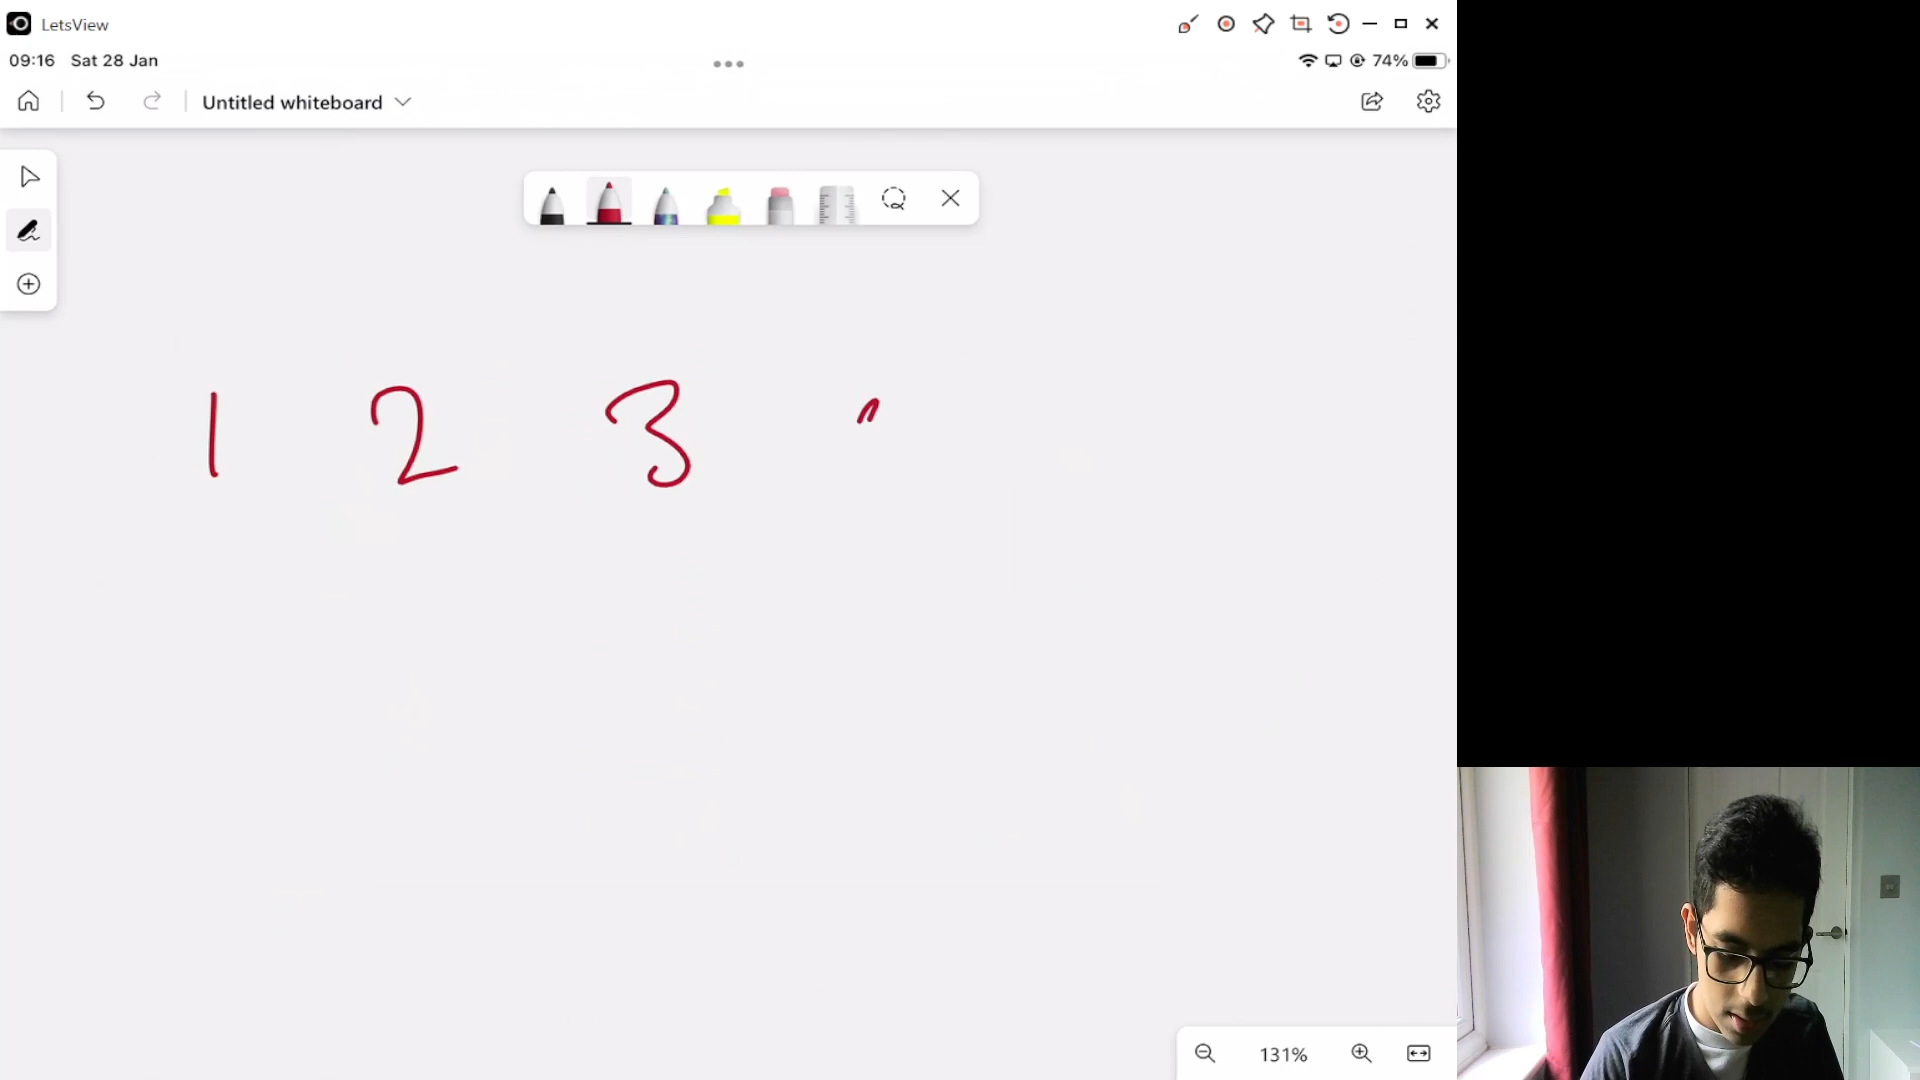 LetsView
09:16 Sat 28 Jan
74%
Untitled whiteboard
1 2 3
131%